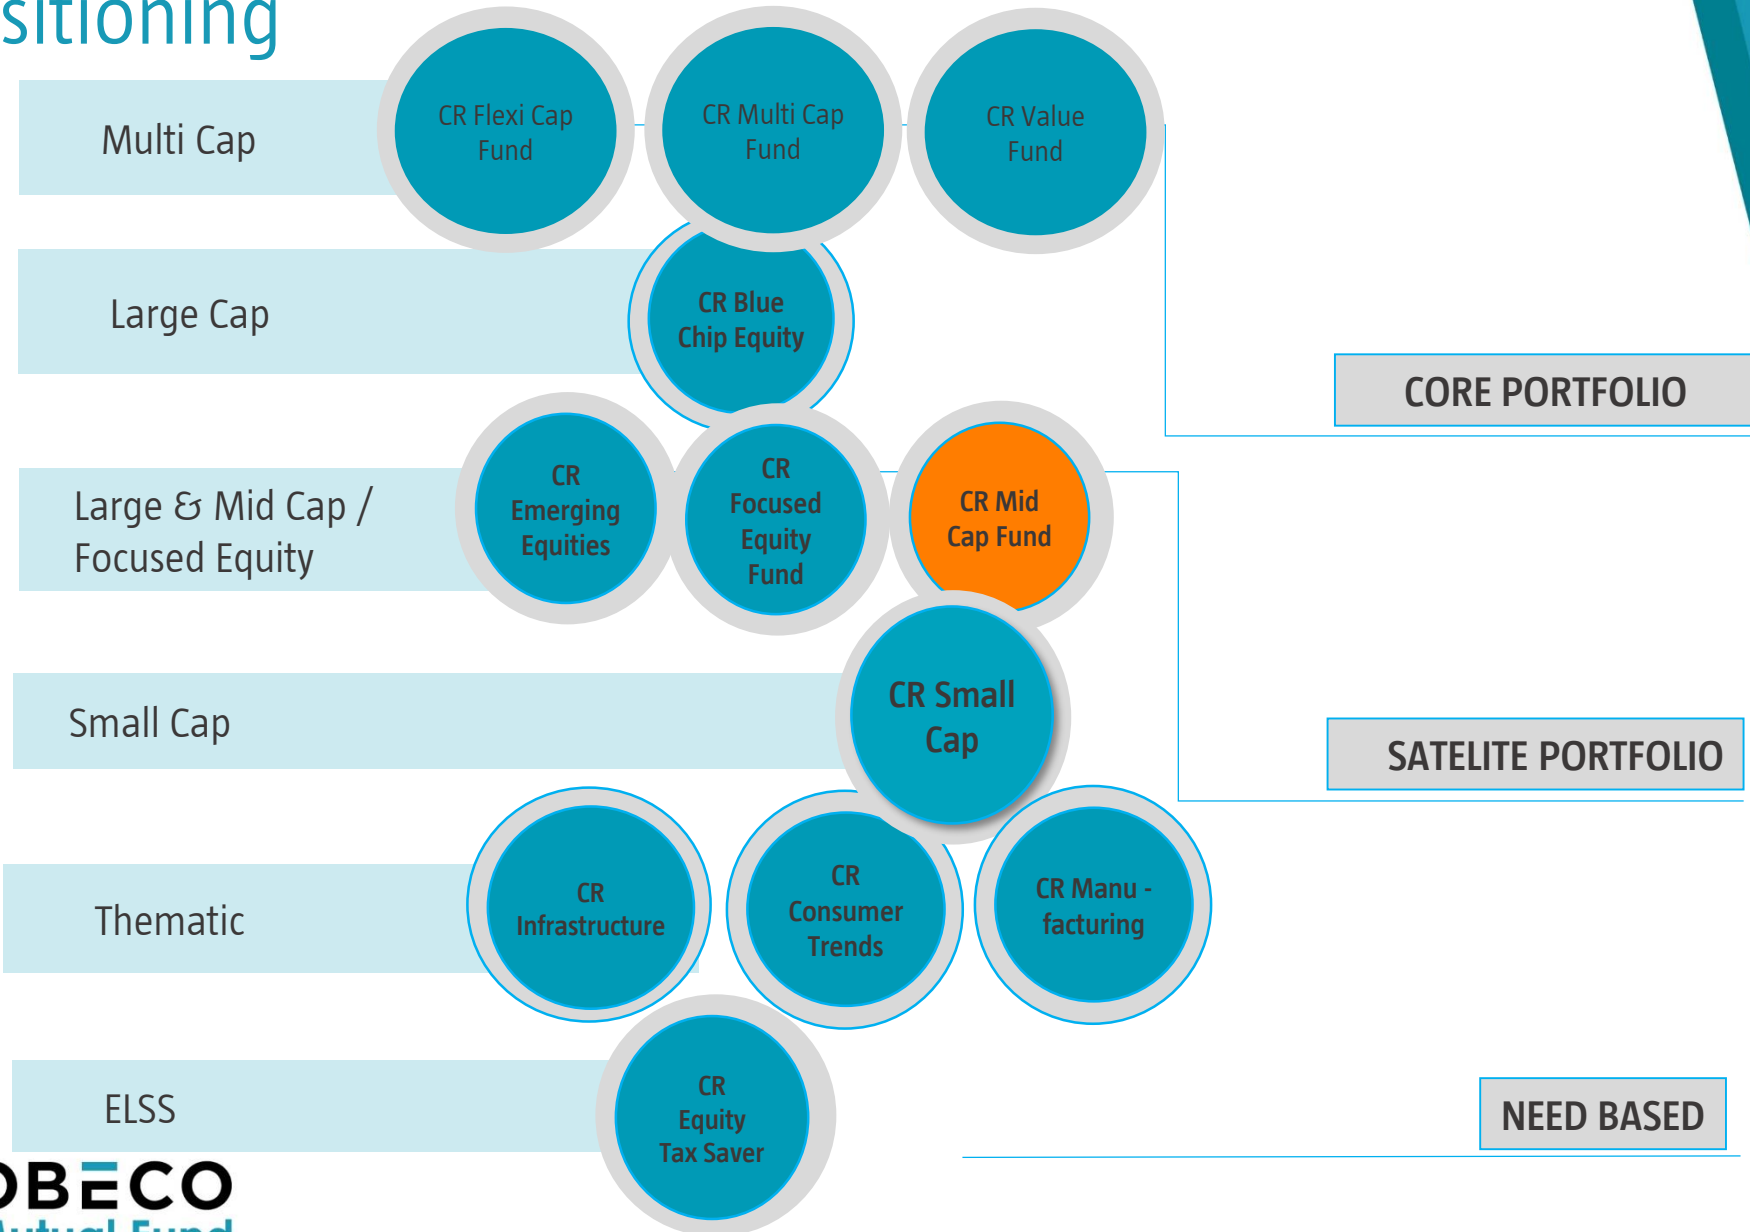 sitioning
Multi Cap
CR Flexi Cap
Fund
CR Multi Cap
Fund
CR Value
Fund
Large Cap
CR Blue
Chip Equity
CORE PORTFOLIO
Large & Mid Cap /
Focused Equity
CR
Emerging
Equities
CR
Focused
Equity
Fund
CR Mid
Cap Fund
Small Cap
CR Small
Cap
SATELITE PORTFOLIO
Thematic
CR
Infrastructure
CR
Consumer
Trends
CR Manu -
facturing
ELSS
CR
Equity
Tax Saver
NEED BASED
OBECO
Mutual Fund